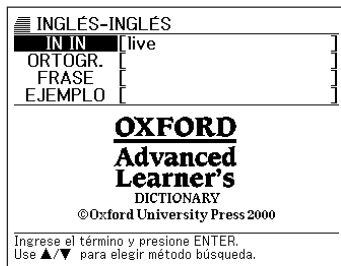 INGLÉS-INGLÉS
IN IN [live ]
ORTOGR. [ ]
FRASE [ ]
EJEMPLO [ ]
OXFORD
Advanced
Learner's
DICTIONARY
©Oxford University Press 2000
Ingrese el término y presione ENTER.
Use ▲/▼ para elegir método búsqueda.